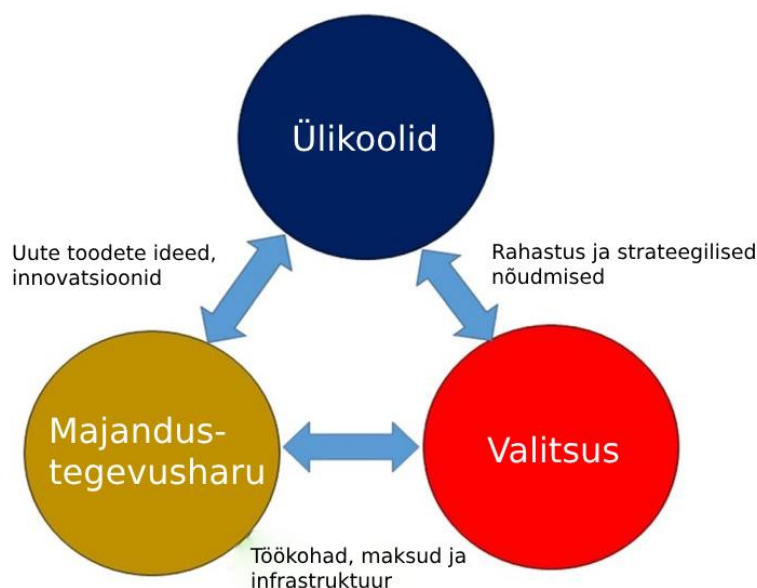 Ülikoolid
Uute toodete ideed,
innovatsioonid
Rahastus ja strateegilised
nõudmised
Majandus-
tegevusharu
Valitsus
Töökohad, maksud ja
infrastruktuur